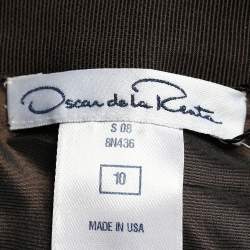 Oscar de la Renta
S 08
8N436
10
MADE IN USA